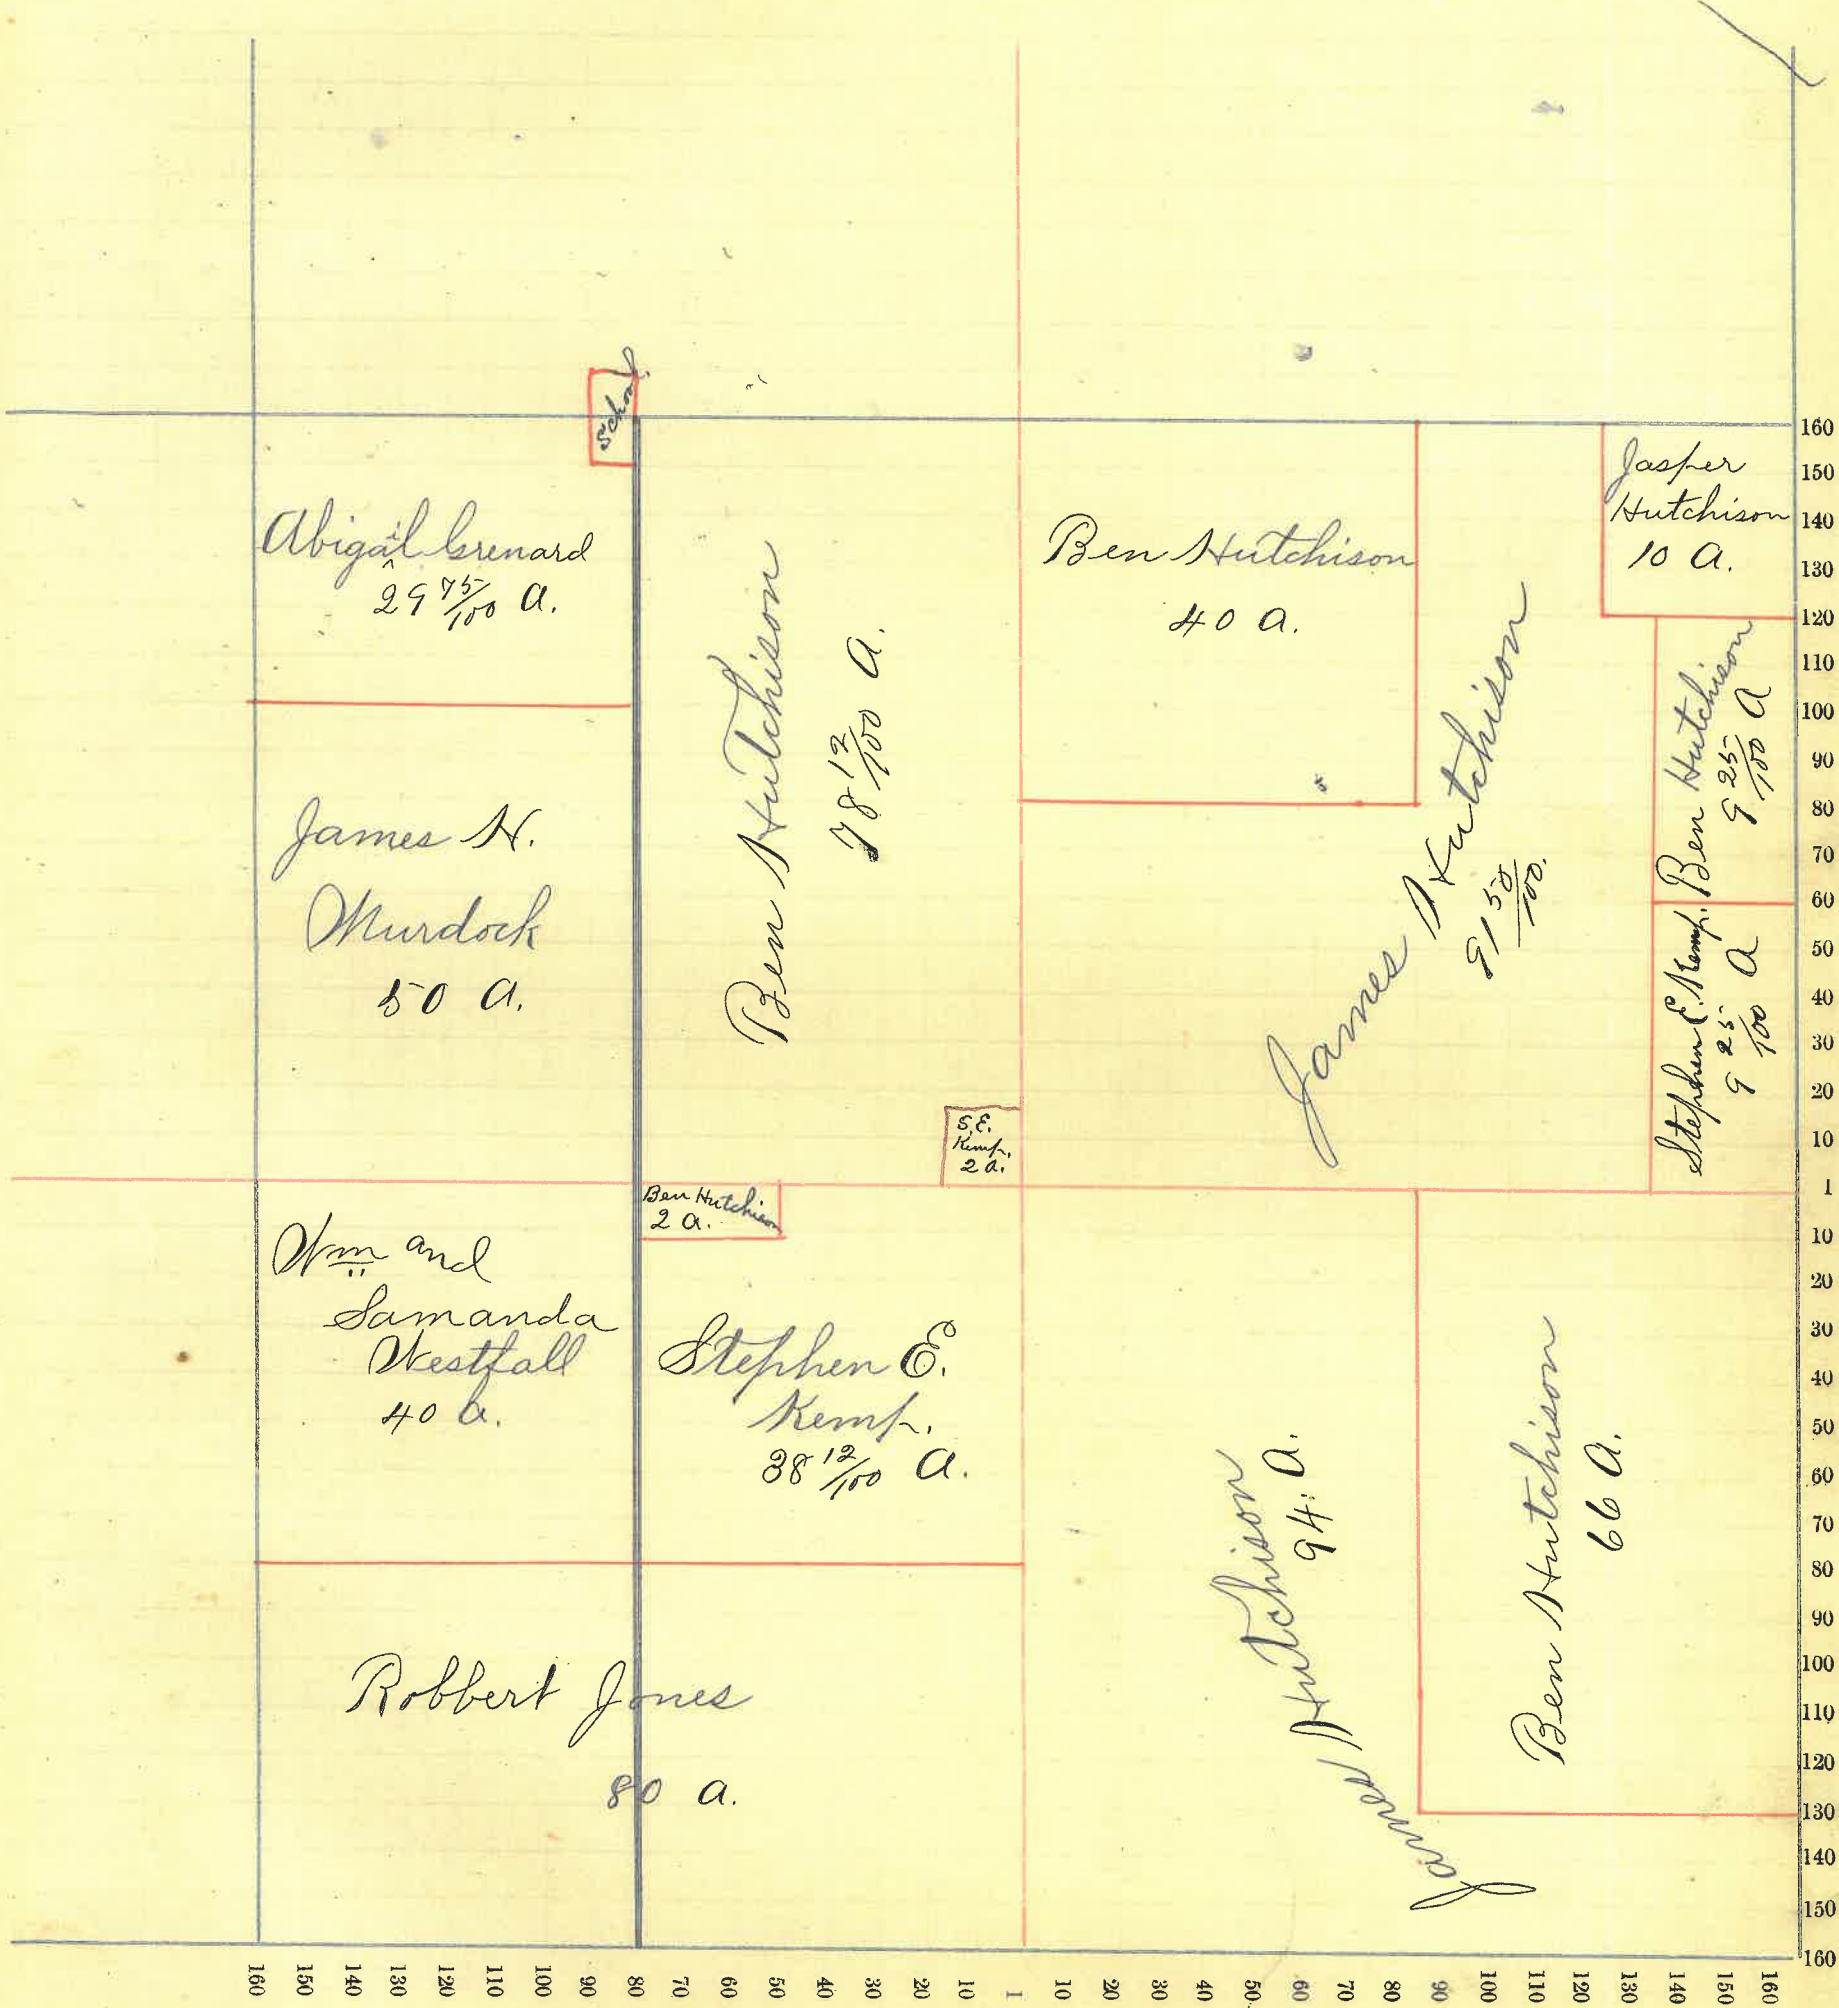 School
Abigail Grenard
29 75/100 A.
James H.
Murdock
50 A.
Ben Hutchison
78 12/100 A.
S.E.
Kemp.
2 A.
Ben Hutchison
40 A.
James Hutchison
91 50/100.
Jasper
Hutchison
10 A.
Ben Hutchison
9 25/100 A
Stephen E. Kemp.
9 25/100 A
Wm and
Samanda
Westfall
40 A.
Ben Hutchison
2 A.
Stephen E.
Kemp.
38 12/100 A.
Robbert Jones
80 A.
James Hutchison
94. A.
Ben Hutchison
66 A.
160
150
140
130
120
110
100
90
80
70
60
50
40
30
20
10
1
10
20
30
40
50
60
70
80
90
100
110
120
130
140
150
160
160 150 140 130 120 110 100 90 80 70 60 50 40 30 20 10 1 10 20 30 40 50 60 70 80 90 100 110 120 130 140 150 160